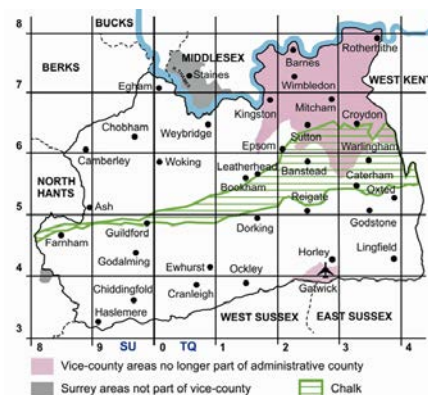 8
BUCKS
MIDDLESEX
Rotherhithe
Barnes
BERKS
Staines
Wimbledon
WEST KENT
7
Egham
Mitcham
Kingston
Croydon
Chobham
Weybridge
Sutton
6
Epsom
Warlingham
Camberley
Woking
Leatherhead
Banstead
Caterham
NORTH
HANTS
Bookham
Reigate
Oxted
5
Ash
Guildford
Dorking
Godstone
Farnham
Godalming
Ewhurst
Ockley
Horley
Lingfield
4
Chiddingfold
Cranleigh
Gatwick
Haslemere
WEST SUSSEX
EAST SUSSEX
3
8 9 0 1 2 3 4
SU TQ
Vice-county areas no longer part of administrative county
Surrey areas not part of vice-county
Chalk